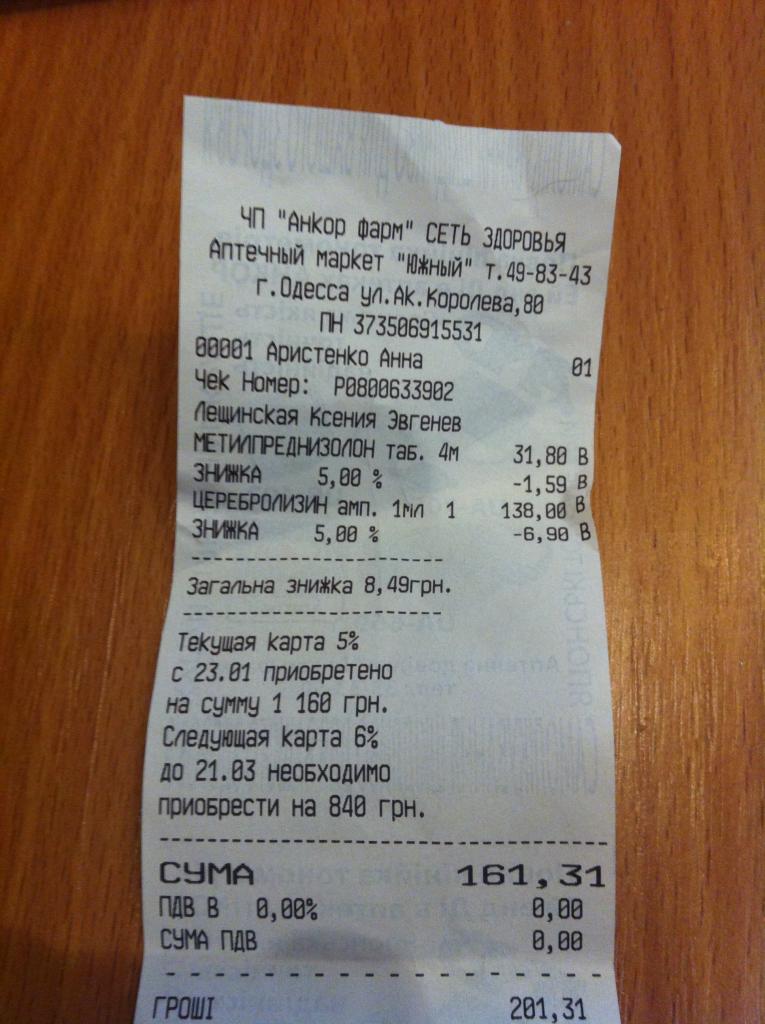 ЧП "Анкор фарм" СЕТЬ ЗДОРОВЬЯ
Аптечный маркет "Южный" т.49-83-43
г.Одесса ул.Ак.Королева,80
ПН 373506915531
00001 Аристенко Анна 01
Чек Номер: P0800633902
Лещинская Ксения Эвгенев
МЕТИЛПРЕДНИЗОЛОН таб. 4м 31,80 В
ЗНИЖКА 5,00 % -1,59 В
ЦЕРЕБРОЛИЗИН амп. 1мл 1 138,00 В
ЗНИЖКА 5,00 % -6,90 В
Загальна знижка 8,49грн.
Текущая карта 5%
с 23.01 приобретено
на сумму 1 160 грн.
Следующая карта 6%
до 21.03 необходимо
приобрести на 840 грн.
СУМА 161,31
ПДВ В 0,00% 0,00
СУМА ПДВ 0,00
ГРОШІ 201,31